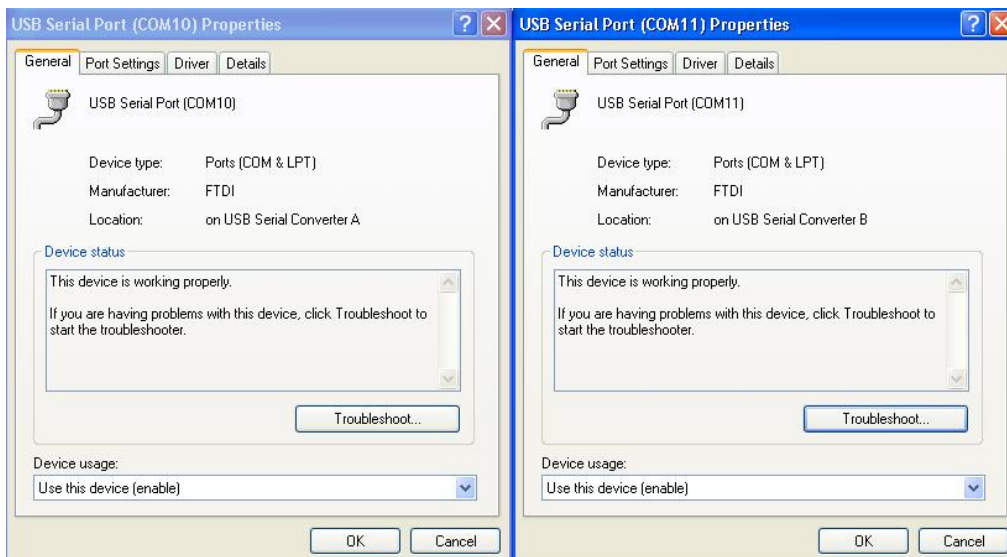 USB Serial Port (COM10) Properties
General Port Settings Driver Details
USB Serial Port (COM10)
Device type: Ports (COM & LPT)
Manufacturer: FTDI
Location: on USB Serial Converter A
Device status
This device is working properly.
If you are having problems with this device, click Troubleshoot to
start the troubleshooter.
Troubleshoot...
Device usage:
Use this device (enable)
OK Cancel
USB Serial Port (COM11) Properties
General Port Settings Driver Details
USB Serial Port (COM11)
Device type: Ports (COM & LPT)
Manufacturer: FTDI
Location: on USB Serial Converter B
Device status
This device is working properly.
If you are having problems with this device, click Troubleshoot to
start the troubleshooter.
Troubleshoot...
Device usage:
Use this device (enable)
OK Cancel